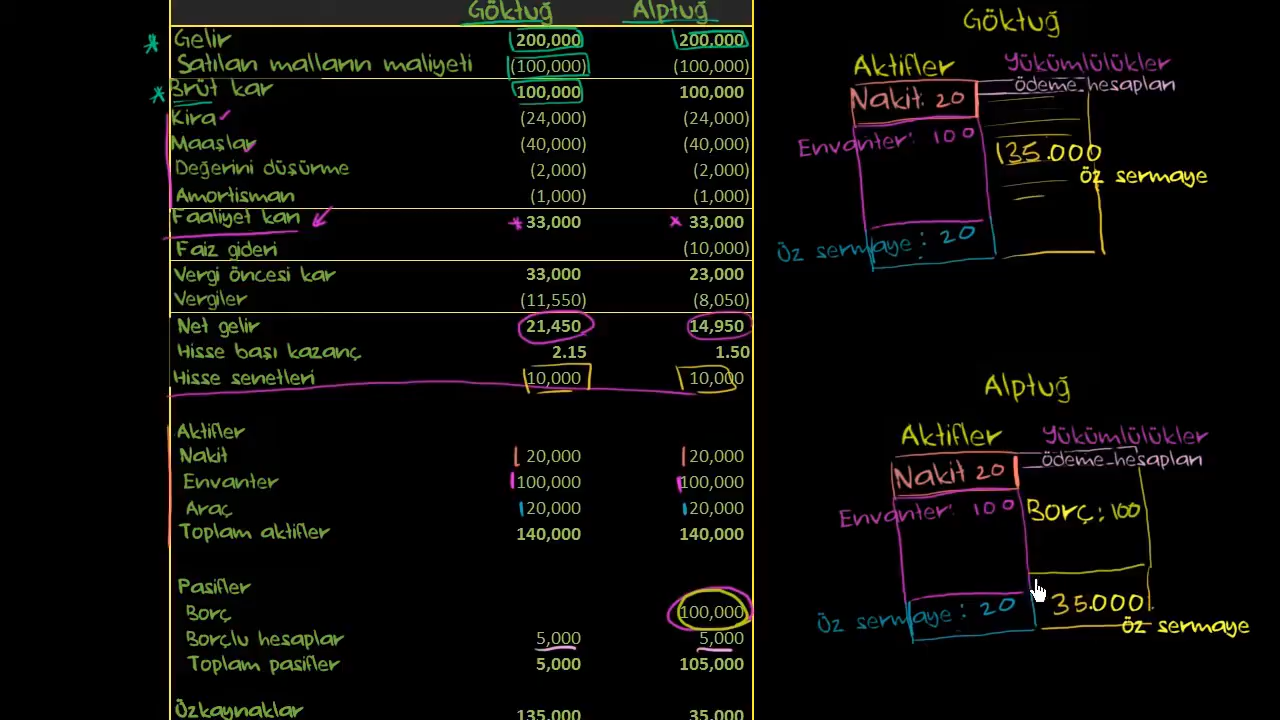 Göktuğ Alptuğ
* Gelir 200,000 200.000
Satılan malların maliyeti (100,000) (100,000)
* Brüt kar 100,000 100,000
Kira (24,000) (24,000)
Maaşlar (40,000) (40,000)
Değerini düşürme (2,000) (2,000)
Amortisman (1,000) (1,000)
Faaliyet karı * 33,000 x 33,000
Faiz gideri (10,000)
Vergi öncesi kar 33,000 23,000
Vergiler (11,550) (8,050)
Net gelir 21,450 14,950
Hisse başı kazanç 2.15 1.50
Hisse senetleri 10,000 10,000
Aktifler
Nakit 20,000 20,000
Envanter 100,000 100,000
Araç 20,000 20,000
Toplam aktifler 140,000 140,000
Pasifler
Borç 100,000
Borçlu hesaplar 5,000 5,000
Toplam pasifler 5,000 105,000
Özkaynaklar 135,000 35,000
Göktuğ
Aktifler Yükümlülükler
ödeme hesapları
Nakit: 20
Envanter: 100
135.000
öz sermaye
Öz sermaye: 20
Alptuğ
Aktifler Yükümlülükler
ödeme hesapları
Nakit 20
Envanter: 100 Borç: 100
Öz sermaye: 20 35.000
öz sermaye